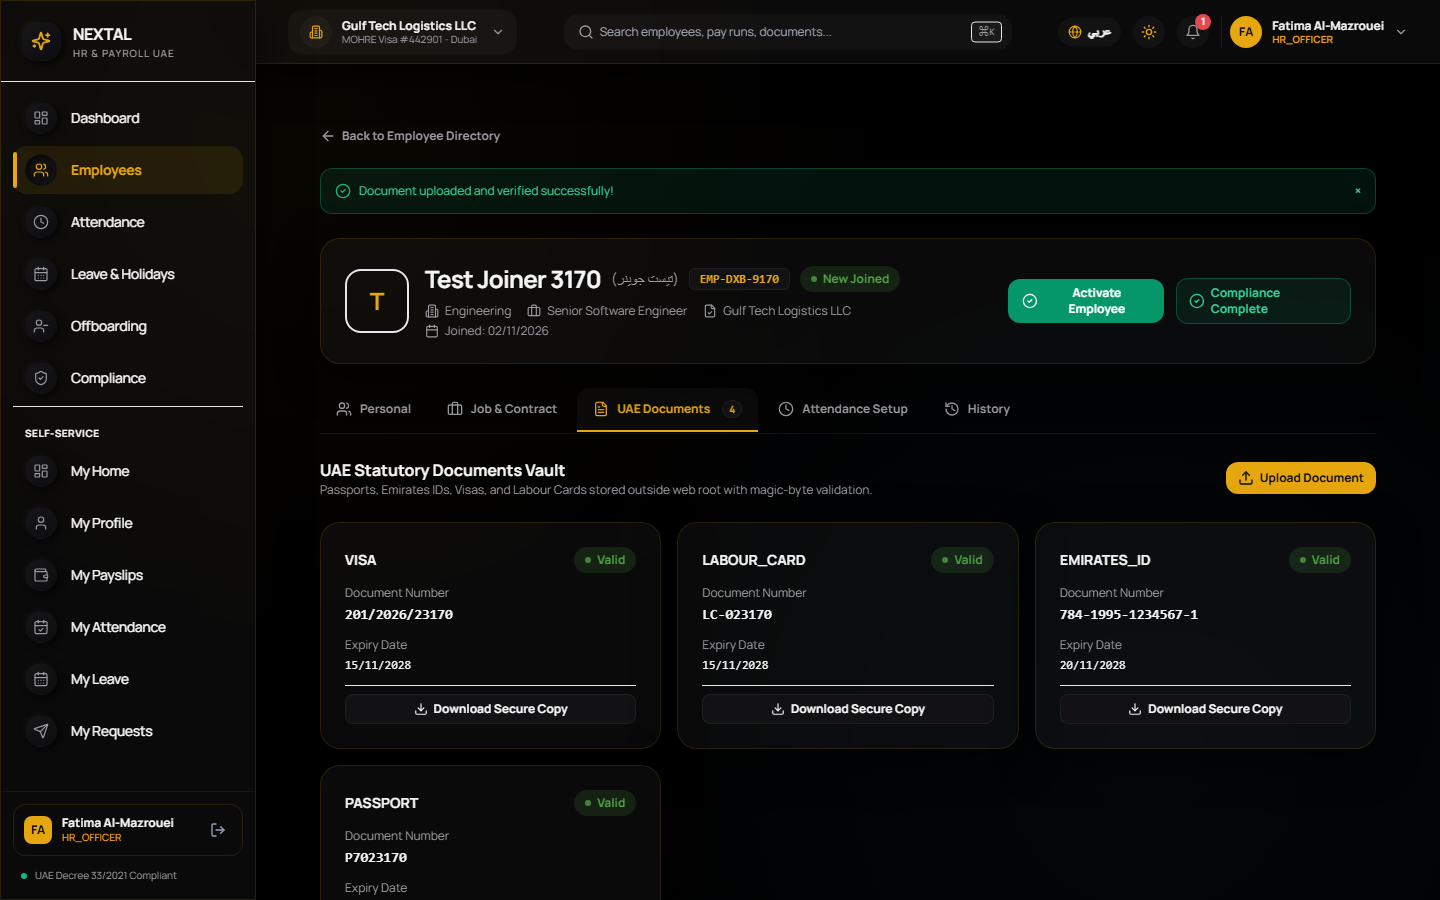 NEXTAL
HR & PAYROLL UAE
Gulf Tech Logistics LLC
MOHRE Visa #442901 - Dubai
Search employees, pay runs, documents...
⌘K
عربي
1
FA
Fatima Al-Mazrouei
HR_OFFICER
Dashboard
Employees
Attendance
Leave & Holidays
Offboarding
Compliance
SELF-SERVICE
My Home
My Profile
My Payslips
My Attendance
My Leave
My Requests
FA
Fatima Al-Mazrouei
HR_OFFICER
UAE Decree 33/2021 Compliant
Back to Employee Directory
Document uploaded and verified successfully!
×
T
Test Joiner 3170 (تيست جوينر) EMP-DXB-9170 New Joined
Engineering Senior Software Engineer Gulf Tech Logistics LLC
Joined: 02/11/2026
Activate
Employee
Compliance
Complete
Personal Job & Contract UAE Documents 4 Attendance Setup History
UAE Statutory Documents Vault
Passports, Emirates IDs, Visas, and Labour Cards stored outside web root with magic-byte validation.
Upload Document
VISA Valid
Document Number
201/2026/23170
Expiry Date
15/11/2028
Download Secure Copy
LABOUR_CARD Valid
Document Number
LC-023170
Expiry Date
15/11/2028
Download Secure Copy
EMIRATES_ID Valid
Document Number
784-1995-1234567-1
Expiry Date
20/11/2028
Download Secure Copy
PASSPORT Valid
Document Number
P7023170
Expiry Date